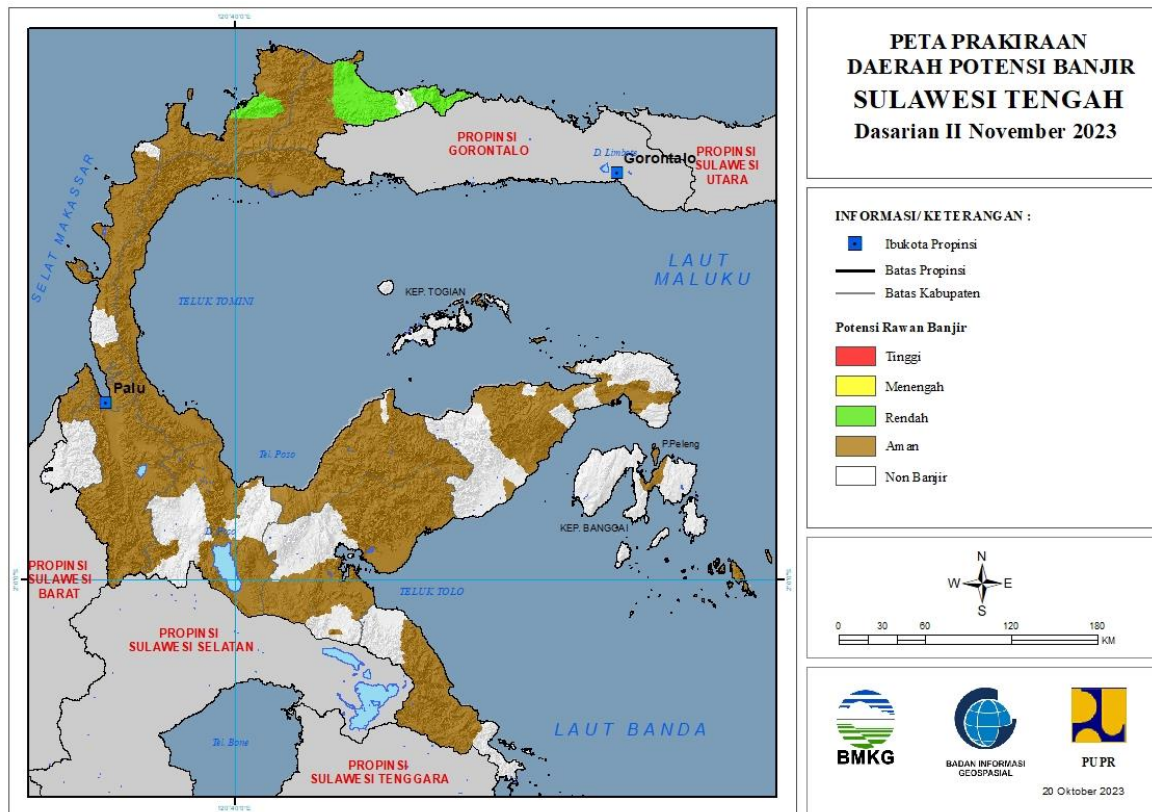 PETA PRAKIRAAN
DAERAH POTENSI BANJIR
SULAWESI TENGAH
Dasarian II November 2023
INFORMASI/ KETERANGAN :
Ibukota Propinsi
Batas Propinsi
Batas Kabupaten
Potensi Rawan Banjir
Tinggi
Menengah
Rendah
Aman
Non Banjir
N
W
E
S
0 30 60 120 180
KM
BMKG
BADAN INFORMASI
GEOSPASIAL
PUPR
20 Oktober 2023
PROPINSI
GORONTALO
D. Limboto
Gorontalo
PROPINSI
SULAWESI
UTARA
SELAT MAKASSAR
LAUT
MALUKU
TELUK TOMINI
KEP. TOGIAN
Palu
Tel. Poso
P.Peleng
KEP. BANGGAI
D. Poso
PROPINSI
SULAWESI
BARAT
TELUK TOLO
PROPINSI
SULAWESI SELATAN
LAUT BANDA
Tel. Bone
PROPINSI
SULAWESI TENGGARA